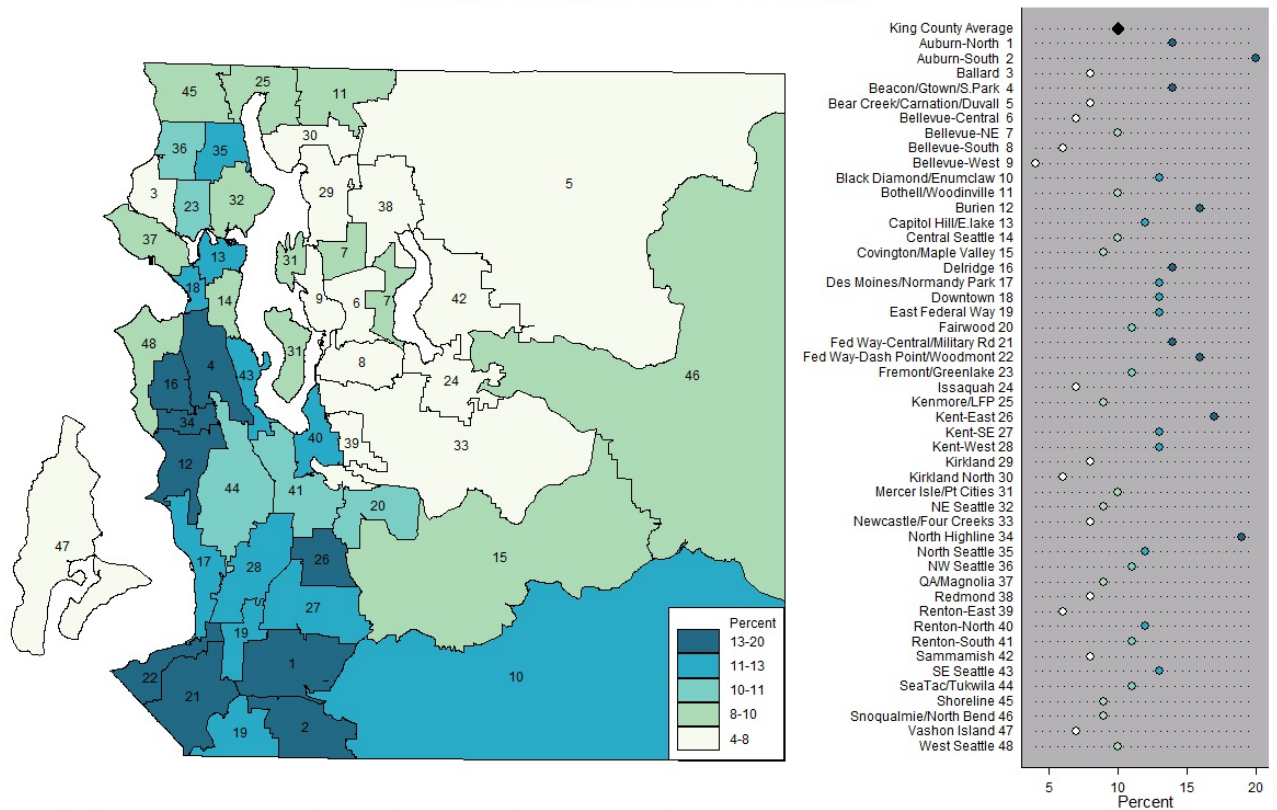 45
25
11
36
35
30
3
23
32
29
38
5
37
13
31
7
18
14
9
6
7
42
48
16
4
43
31
8
24
46
34
40
39
33
12
44
41
20
47
17
28
26
15
19
27
22
21
1
10
19
2
Percent
13-20
11-13
10-11
8-10
4-8
King County Average
Auburn-North 1
Auburn-South 2
Ballard 3
Beacon/Gtown/S.Park 4
Bear Creek/Carnation/Duvall 5
Bellevue-Central 6
Bellevue-NE 7
Bellevue-South 8
Bellevue-West 9
Black Diamond/Enumclaw 10
Bothell/Woodinville 11
Burien 12
Capitol Hill/E.lake 13
Central Seattle 14
Covington/Maple Valley 15
Delridge 16
Des Moines/Normandy Park 17
Downtown 18
East Federal Way 19
Fairwood 20
Fed Way-Central/Military Rd 21
Fed Way-Dash Point/Woodmont 22
Fremont/Greenlake 23
Issaquah 24
Kenmore/LFP 25
Kent-East 26
Kent-SE 27
Kent-West 28
Kirkland 29
Kirkland North 30
Mercer Isle/Pt Cities 31
NE Seattle 32
Newcastle/Four Creeks 33
North Highline 34
North Seattle 35
NW Seattle 36
QA/Magnolia 37
Redmond 38
Renton-East 39
Renton-North 40
Renton-South 41
Sammamish 42
SE Seattle 43
SeaTac/Tukwila 44
Shoreline 45
Snoqualmie/North Bend 46
Vashon Island 47
West Seattle 48
5 10 15 20
Percent